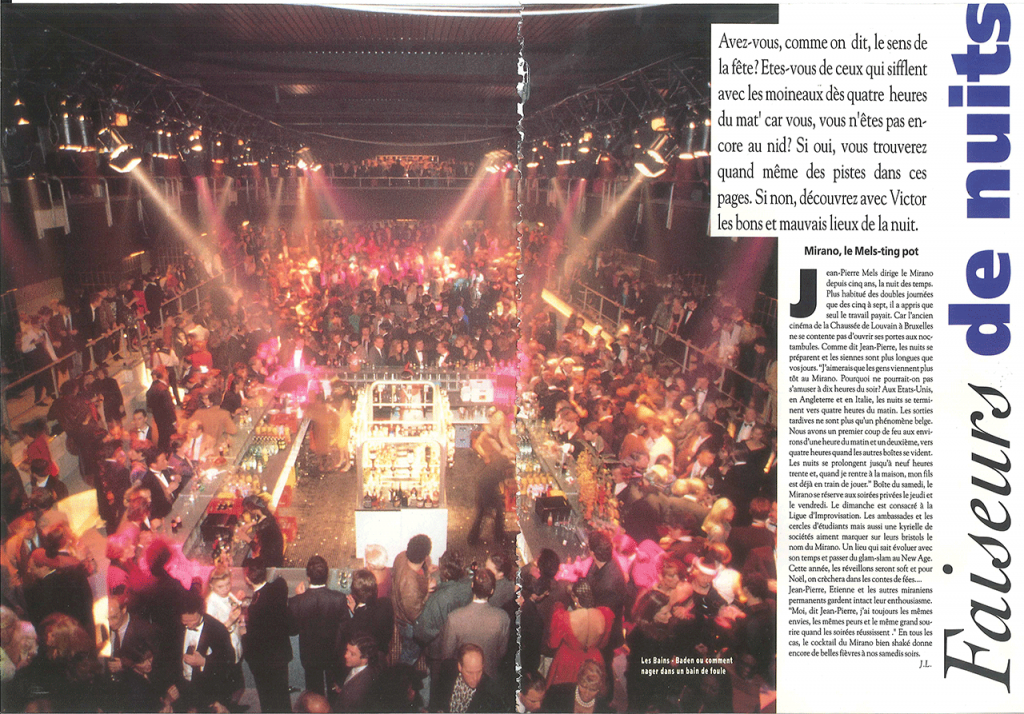 Faiseurs de nuits
Avez-vous, comme on dit, le sens de
la fête? Etes-vous de ceux qui sifflent
avec les moineaux dès quatre heures
du mat' car vous, vous n'êtes pas en-
core au nid? Si oui, vous trouverez
quand même des pistes dans ces
pages. Si non, découvrez avec Victor
les bons et mauvais lieux de la nuit.
Mirano, le Mels-ting pot
Jean-Pierre Mels dirige le Mirano
depuis cinq ans, la nuit des temps.
Plus habitué des doubles journées
que des cinq à sept, il a appris que
seul le travail payait. Car l'ancien
cinéma de la Chaussée de Louvain à Bruxelles
ne se contente pas d'ouvrir ses portes aux noc-
tambules. Comme dit Jean-Pierre, les nuits se
préparent et les siennes sont plus longues que
vos jours. "J'aimerais que les gens viennent plus
tôt au Mirano. Pourquoi ne pourrait-on pas
s'amuser à dix heures du soir? Aux Etats-Unis,
en Angleterre et en Italie, les nuits se termi-
nent vers quatre heures du matin. Les sorties
tardives ne sont plus qu'un phénomène belge.
Nous avons un premier coup de feu aux envi-
rons d'une heure du matin et un deuxième, vers
quatre heures quand les autres boîtes se vident.
Les nuits se prolongent jusqu'à neuf heures
trente et, quand je rentre à la maison, mon fils
est déjà en train de jouer." Boîte du samedi, le
Mirano se réserve aux soirées privées le jeudi et
le vendredi. Le dimanche est consacré à la
Ligue d'Improvisation. Les ambassades et les
cercles d'étudiants mais aussi une kyrielle de
sociétés aiment marquer sur leurs bristols le
nom du Mirano. Un lieu qui sait évoluer avec
son temps et passer du glam-slam au New Age.
Cette année, les réveillons seront soft et pour
Noël, on crèchera dans les contes de fées...
Jean-Pierre, Etienne et les autres miraniens
permanents gardent intact leur enthousiasme.
"Moi, dit Jean-Pierre, j'ai toujours les mêmes
envies, les mêmes peurs et le même grand sou-
rire quand les soirées réussissent ." En tous les
cas, le cocktail du Mirano bien shaké donne
encore de belles fièvres à nos samedis soirs.
J.L.
Les Bains - Baden ou comment
nager dans un bain de foule